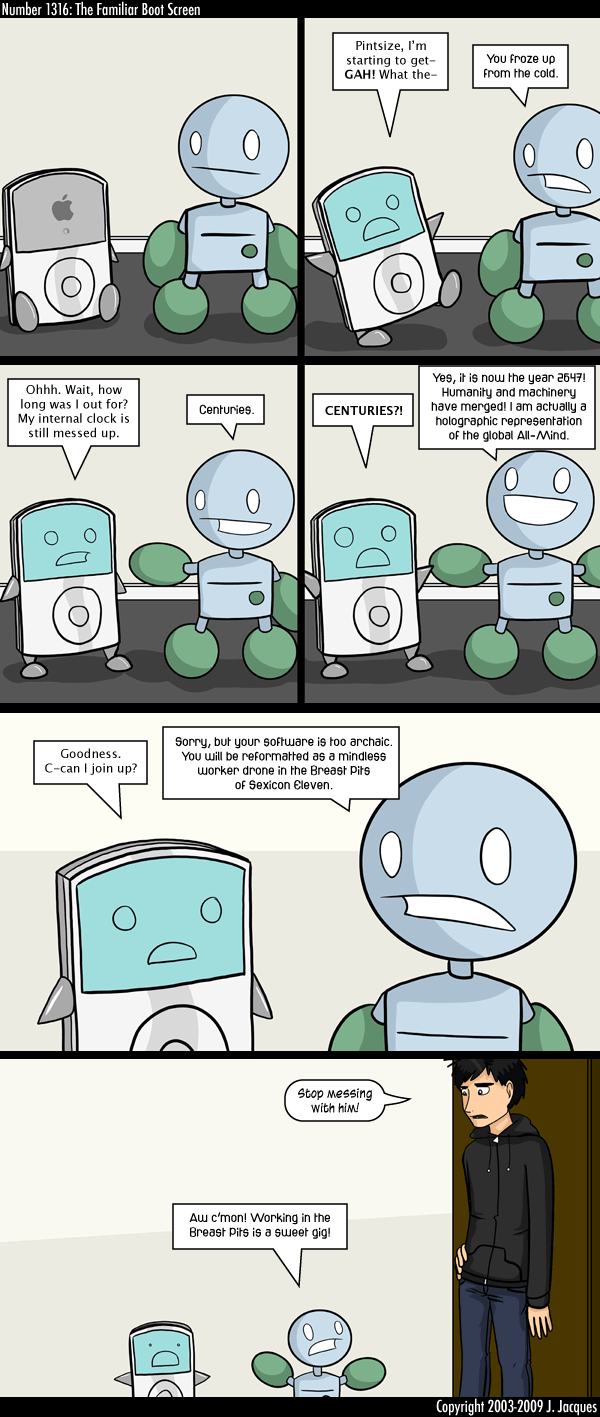 Number 1316: The Familiar Boot Screen
Pintsize, I'm
starting to get-
GAH! What the-
You froze up
from the cold.
Ohhh. Wait, how
long was I out for?
My internal clock is
still messed up.
Centuries.
CENTURIES?!
Yes, it is now the year 2647!
Humanity and machinery
have merged! I am actually a
holographic representation
of the global All-Mind.
Goodness.
C-can I join up?
Sorry, but your software is too archaic.
You will be reformatted as a mindless
worker drone in the Breast Pits
of Sexicon Eleven.
Stop messing
with him!
Aw c'mon! Working in the
Breast Pits is a sweet gig!
Copyright 2003-2009 J. Jacques